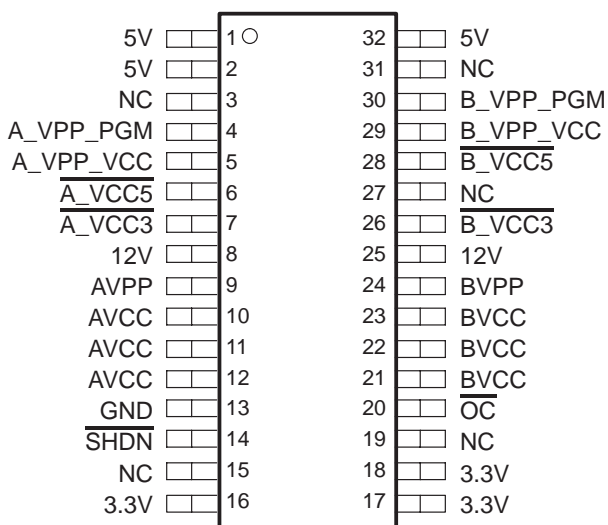 5V 1 32 5V
5V 2 31 NC
NC 3 30 B_VPP_PGM
A_VPP_PGM 4 29 B_VPP_VCC
A_VPP_VCC 5 28 B_VCC5
A_VCC5 6 27 NC
A_VCC3 7 26 B_VCC3
12V 8 25 12V
AVPP 9 24 BVPP
AVCC 10 23 BVCC
AVCC 11 22 BVCC
AVCC 12 21 BVCC
GND 13 20 OC
SHDN 14 19 NC
NC 15 18 3.3V
3.3V 16 17 3.3V